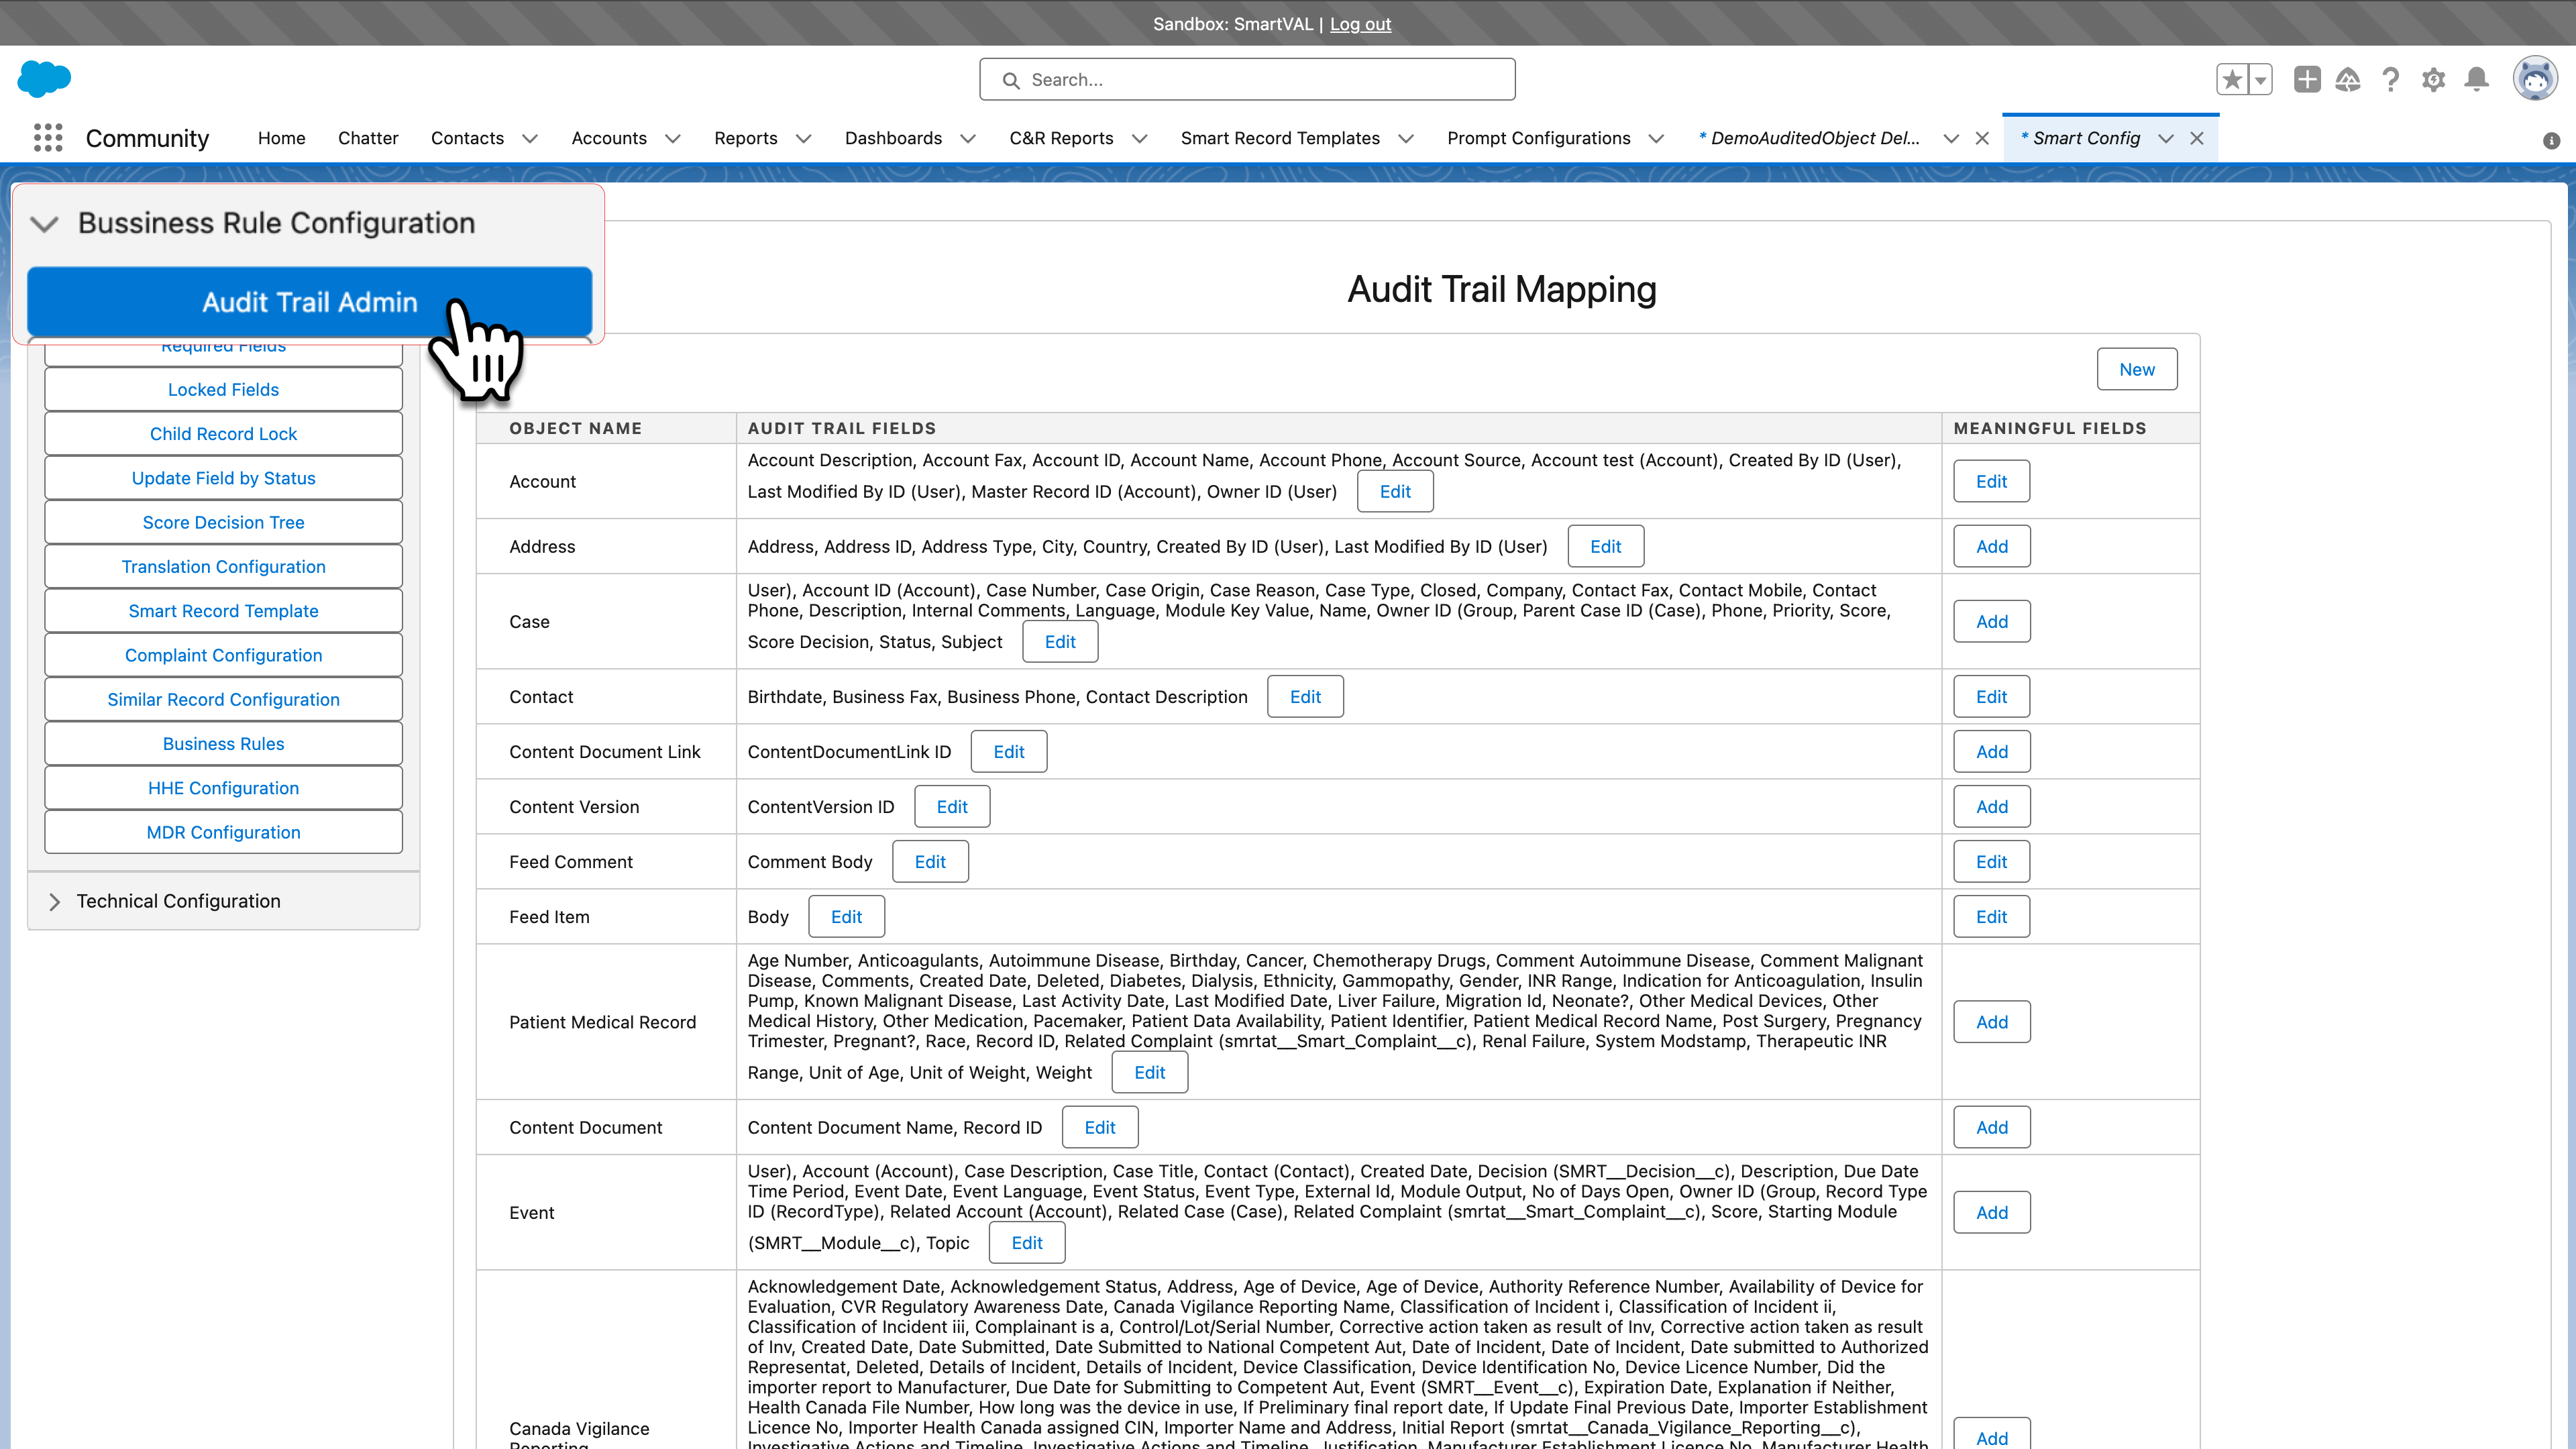 Sandbox: SmartVAL | Log out
Search...
Community Home Chatter Contacts Accounts Reports Dashboards C&R Reports Smart Record Templates Prompt Configurations * DemoAuditedObject Del... * Smart Config
Bussiness Rule Configuration
Audit Trail Admin
Required Fields
Locked Fields
Child Record Lock
Update Field by Status
Score Decision Tree
Translation Configuration
Smart Record Template
Complaint Configuration
Similar Record Configuration
Business Rules
HHE Configuration
MDR Configuration
Technical Configuration
Audit Trail Mapping
New
OBJECT NAME AUDIT TRAIL FIELDS MEANINGFUL FIELDS
Account
Account Description, Account Fax, Account ID, Account Name, Account Phone, Account Source, Account test (Account), Created By ID (User),
Last Modified By ID (User), Master Record ID (Account), Owner ID (User) Edit
Edit
Address
Address, Address ID, Address Type, City, Country, Created By ID (User), Last Modified By ID (User) Edit
Add
Case
User), Account ID (Account), Case Number, Case Origin, Case Reason, Case Type, Closed, Company, Contact Fax, Contact Mobile, Contact
Phone, Description, Internal Comments, Language, Module Key Value, Name, Owner ID (Group, Parent Case ID (Case), Phone, Priority, Score,
Score Decision, Status, Subject Edit
Add
Contact
Birthdate, Business Fax, Business Phone, Contact Description Edit
Edit
Content Document Link
ContentDocumentLink ID Edit
Add
Content Version
ContentVersion ID Edit
Add
Feed Comment
Comment Body Edit
Edit
Feed Item
Body Edit
Edit
Patient Medical Record
Age Number, Anticoagulants, Autoimmune Disease, Birthday, Cancer, Chemotherapy Drugs, Comment Autoimmune Disease, Comment Malignant
Disease, Comments, Created Date, Deleted, Diabetes, Dialysis, Ethnicity, Gammopathy, Gender, INR Range, Indication for Anticoagulation, Insulin
Pump, Known Malignant Disease, Last Activity Date, Last Modified Date, Liver Failure, Migration Id, Neonate?, Other Medical Devices, Other
Medical History, Other Medication, Pacemaker, Patient Data Availability, Patient Identifier, Patient Medical Record Name, Post Surgery, Pregnancy
Trimester, Pregnant?, Race, Record ID, Related Complaint (smrtat__Smart_Complaint__c), Renal Failure, System Modstamp, Therapeutic INR
Range, Unit of Age, Unit of Weight, Weight Edit
Add
Content Document
Content Document Name, Record ID Edit
Add
Event
User), Account (Account), Case Description, Case Title, Contact (Contact), Created Date, Decision (SMRT__Decision__c), Description, Due Date
Time Period, Event Date, Event Language, Event Status, Event Type, External Id, Module Output, No of Days Open, Owner ID (Group, Record Type
ID (RecordType), Related Account (Account), Related Case (Case), Related Complaint (smrtat__Smart_Complaint__c), Score, Starting Module
(SMRT__Module__c), Topic Edit
Add
Canada Vigilance
Reporting
Acknowledgement Date, Acknowledgement Status, Address, Age of Device, Age of Device, Authority Reference Number, Availability of Device for
Evaluation, CVR Regulatory Awareness Date, Canada Vigilance Reporting Name, Classification of Incident i, Classification of Incident ii,
Classification of Incident iii, Complainant is a, Control/Lot/Serial Number, Corrective action taken as result of Inv, Corrective action taken as result
of Inv, Created Date, Date Submitted, Date Submitted to National Competent Aut, Date of Incident, Date of Incident, Date submitted to Authorized
Representat, Deleted, Details of Incident, Details of Incident, Device Classification, Device Identification No, Device Licence Number, Did the
importer report to Manufacturer, Due Date for Submitting to Competent Aut, Event (SMRT__Event__c), Expiration Date, Explanation if Neither,
Health Canada File Number, How long was the device in use, If Preliminary final report date, If Update Final Previous Date, Importer Establishment
Licence No, Importer Health Canada assigned CIN, Importer Name and Address, Initial Report (smrtat__Canada_Vigilance_Reporting__c),
Investigative Actions and Timeline, Investigative Actions and Timeline, Justification, Manufacturer Establishment Licence No, Manufacturer Health
Add